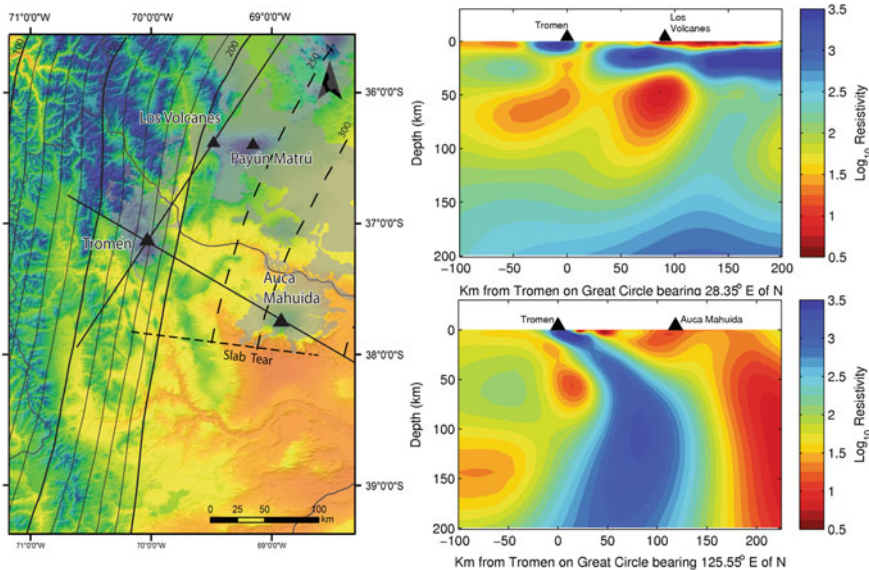 71°0'0"W 70°0'0"W 69°0'0"W
100
200
250
300
36°0'0"S
37°0'0"S
38°0'0"S
39°0'0"S
Los Volcanes
Payún Matrú
Tromen
Auca
Mahuida
Slab Tear
0 25 50 100
km
71°0'0"W 70°0'0"W 69°0'0"W
Tromen
Los
Volcanes
Depth (km)
0
50
100
150
200
-100 -50 0 50 100 150 200
Km from Tromen on Great Circle bearing 28.35° E of N
3.5
3
2.5
2
1.5
1
0.5
Log10 Resistivity
Tromen
Auca Mahuida
Depth (km)
0
50
100
150
200
-100 -50 0 50 100 150 200
Km from Tromen on Great Circle bearing 125.55° E of N
3.5
3
2.5
2
1.5
1
0.5
Log10 Resistivity